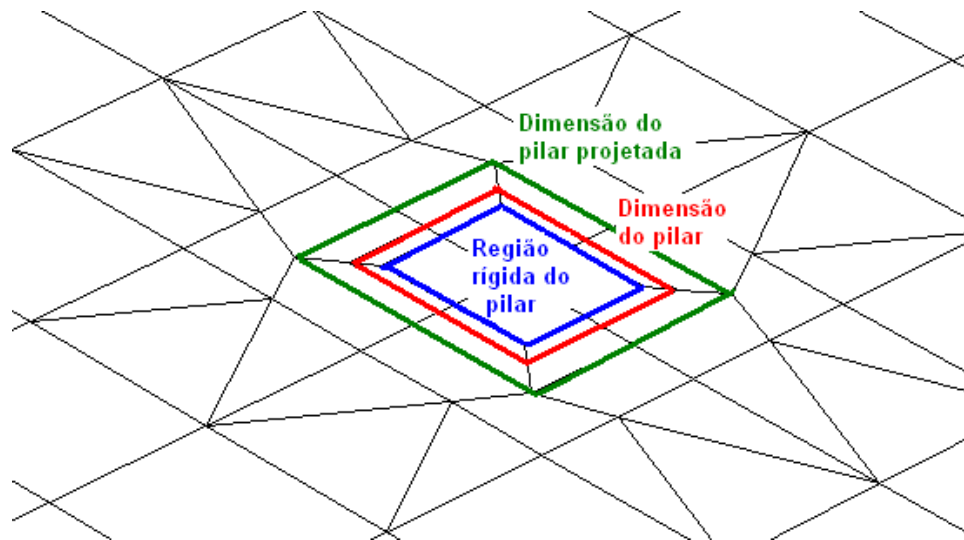 Dimensão do
pilar projetada
Dimensão
do pilar
Região
rígida do
pilar